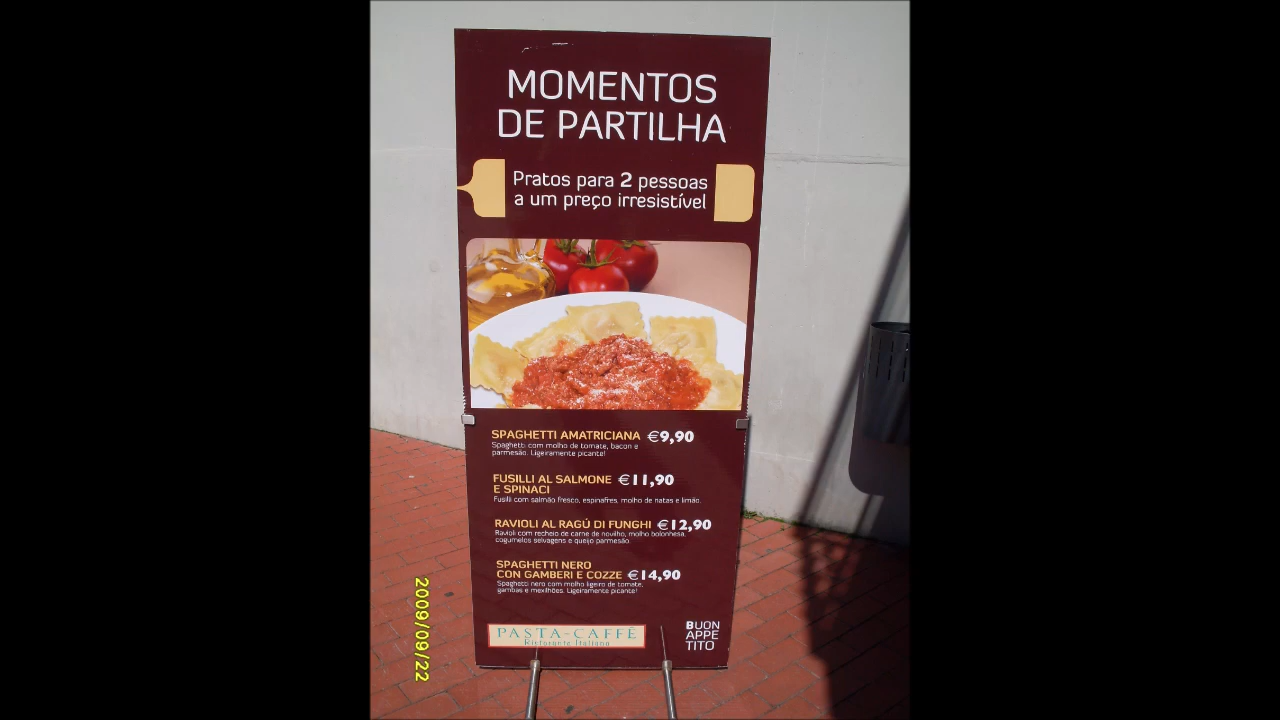 MOMENTOS
DE PARTILHA
Pratos para 2 pessoas
a um preço irresistível
SPAGHETTI AMATRICIANA €9,90
Spaghetti com molho de tomate, bacon e
parmesão. Ligeiramente picante!
FUSILLI AL SALMONE €11,90
E SPINACI
Fusilli com salmão fresco, espinafres, molho de natas e limão.
RAVIOLI AL RAGÚ DI FUNGHI €12,90
Ravioli com recheio de carne de novilho, molho bolonhesa,
cogumelos selvagens e queijo parmesão.
SPAGHETTI NERO
CON GAMBERI E COZZE €14,90
Spaghetti nero com molho ligeiro de tomate,
gambas e mexilhões. Ligeiramente picante!
PASTA-CAFFÈ
Ristorante Italiano
BUON
APPE
TITO
2009/09/22